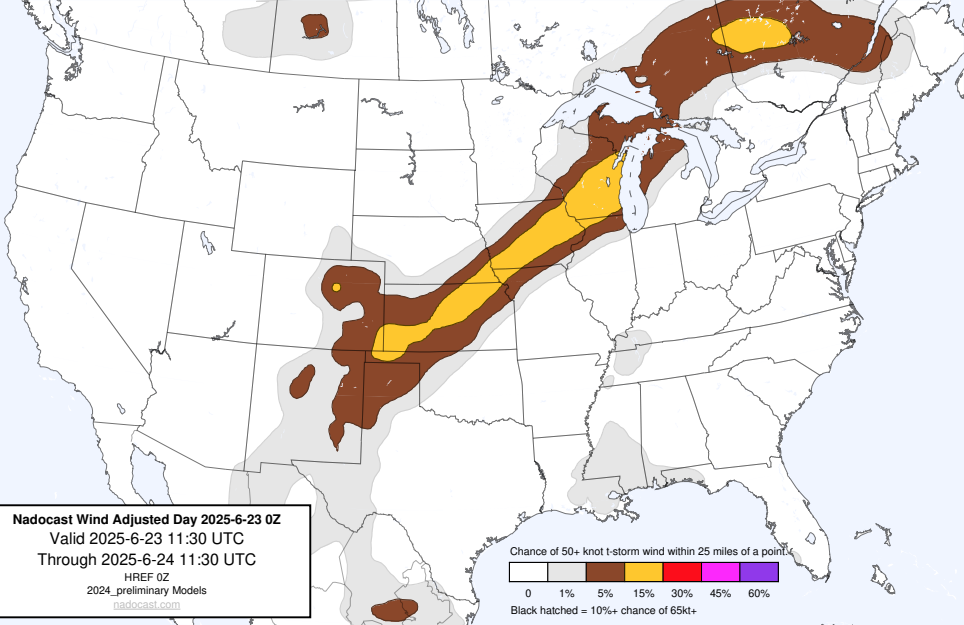 Nadocast Wind Adjusted Day 2025-6-23 0Z
Valid 2025-6-23 11:30 UTC
Through 2025-6-24 11:30 UTC
HREF 0Z
2024_preliminary Models
nadocast.com
Chance of 50+ knot t-storm wind within 25 miles of a point.
0 1% 5% 15% 30% 45% 60%
Black hatched = 10%+ chance of 65kt+